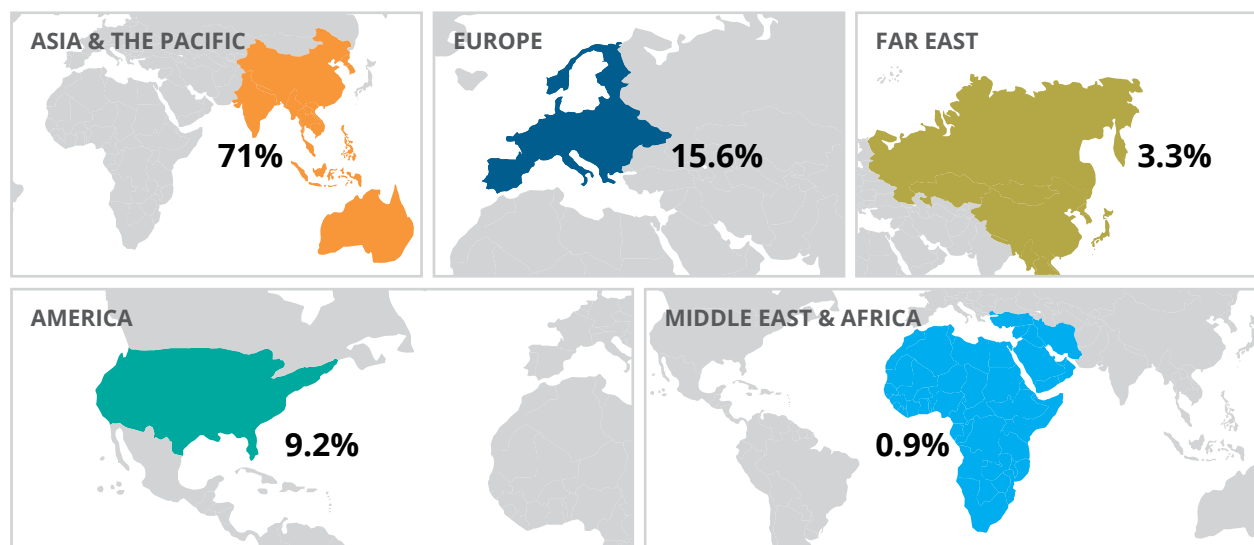 ASIA & THE PACIFIC
71%
EUROPE
15.6%
FAR EAST
3.3%
AMERICA
9.2%
MIDDLE EAST & AFRICA
0.9%